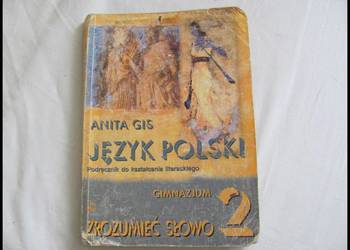 ANITA GIS
JĘZYK POLSKI
Podręcznik do kształcenia literackiego
GIMNAZJUM
2
ZROZUMIEĆ SŁOWO